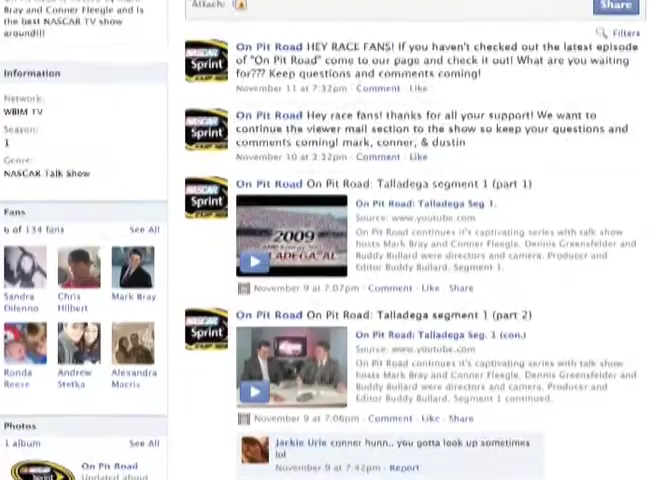 Bray and Conner Fleegle and is
the best NASCAR TV show
around!!!
Information
Network:
WBIM TV
Season:
1
Genre:
NASCAR Talk Show
Fans
6 of 134 fans
See All
Sandra
Chris
Hilbert
Mark Bray
Ronda
Reese
Andrew
Stetka
Alexandra
Macris
Photos
1 album
See All
On Pit Road
Updated about
Attach:
Share
Filters
NASCAR
Sprint
CUP SERIES
On Pit Road HEY RACE FANS! If you haven't checked out the latest episode
of "On Pit Road" come to our page and check it out! What are you waiting
for??? Keep questions and comments coming!
November 11 at 7:32pm · Comment · Like
NASCAR
Sprint
On Pit Road Hey race fans! thanks for all your support! We want to
continue the viewer mail section to the show so keep your questions and
comments coming! mark, conner, & dustin
November 10 at 3:32pm · Comment · Like
NASCAR
Sprint
On Pit Road On Pit Road: Talladega segment 1 (part 1)
2009
On Pit Road: Talladega Seg 1.
Source: www.youtube.com
On Pit Road continues it's captivating series with talk show
hosts Mark Bray and Conner Fleegle. Dennis Greensfelder and
Buddy Bullard were directors and camera. Producer and
Editor Buddy Bullard. Segment 1.
November 9 at 7:07pm · Comment · Like · Share
NASCAR
Sprint
On Pit Road On Pit Road: Talladega segment 1 (part 2)
On Pit Road: Talladega Seg. 1 (con.)
Source: www.youtube.com
On Pit Road continues it's captivating series with talk show
hosts Mark Bray and Conner Fleegle. Dennis Greensfelder and
Buddy Bullard were directors and camera. Producer and
Editor Buddy Bullard. Segment 1 continued.
November 9 at 7:06pm · Comment · Like · Share
Jackie Urie conner hunn.. you gotta look up sometimes
lol
November 9 at 7:42pm · Report